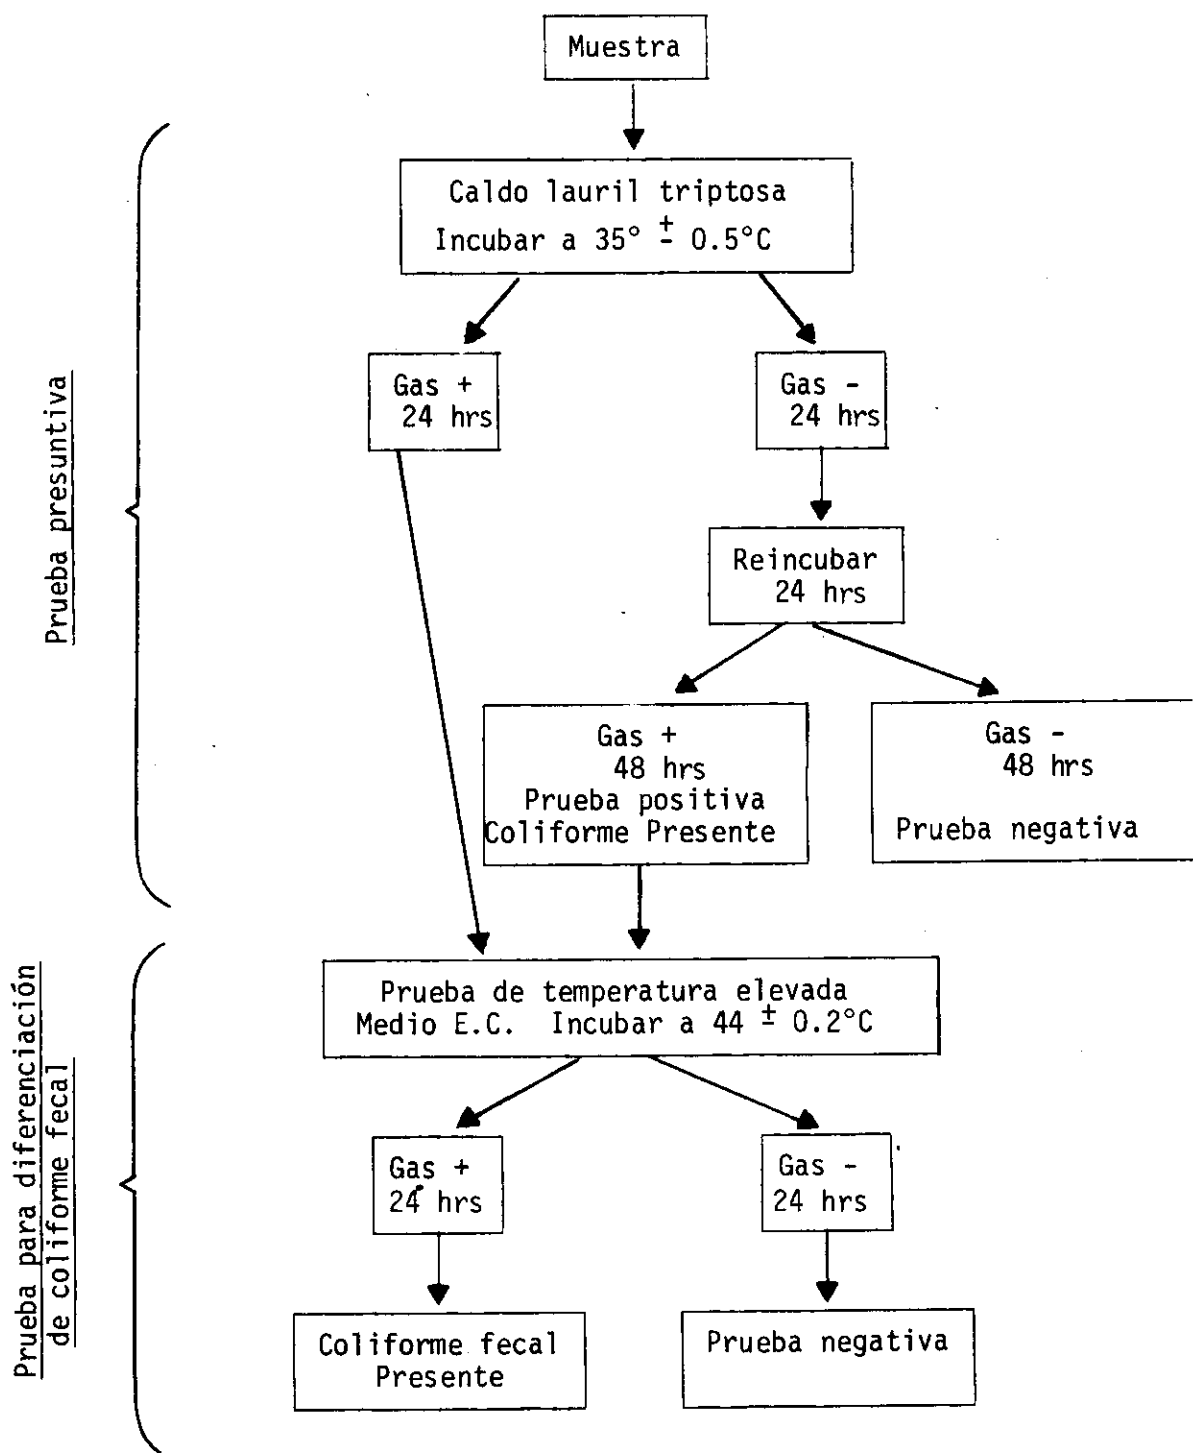 Muestra
Caldo lauril triptosa
Incubar a 35° ± 0.5°C
Gas +
24 hrs
Gas -
24 hrs
Reincubar
24 hrs
Gas +
48 hrs
Prueba positiva
Coliforme Presente
Gas -
48 hrs
Prueba negativa
Prueba presuntiva
Prueba de temperatura elevada
Medio E.C. Incubar a 44 ± 0.2°C
Gas +
24 hrs
Gas -
24 hrs
Coliforme fecal
Presente
Prueba negativa
Prueba para diferenciación
de coliforme fecal